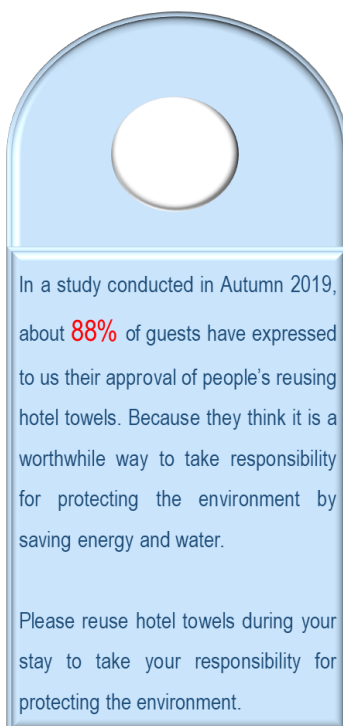 In a study conducted in Autumn 2019,
about 88% of guests have expressed
to us their approval of people's reusing
hotel towels. Because they think it is a
worthwhile way to take responsibility
for protecting the environment by
saving energy and water.
Please reuse hotel towels during your
stay to take your responsibility for
protecting the environment.